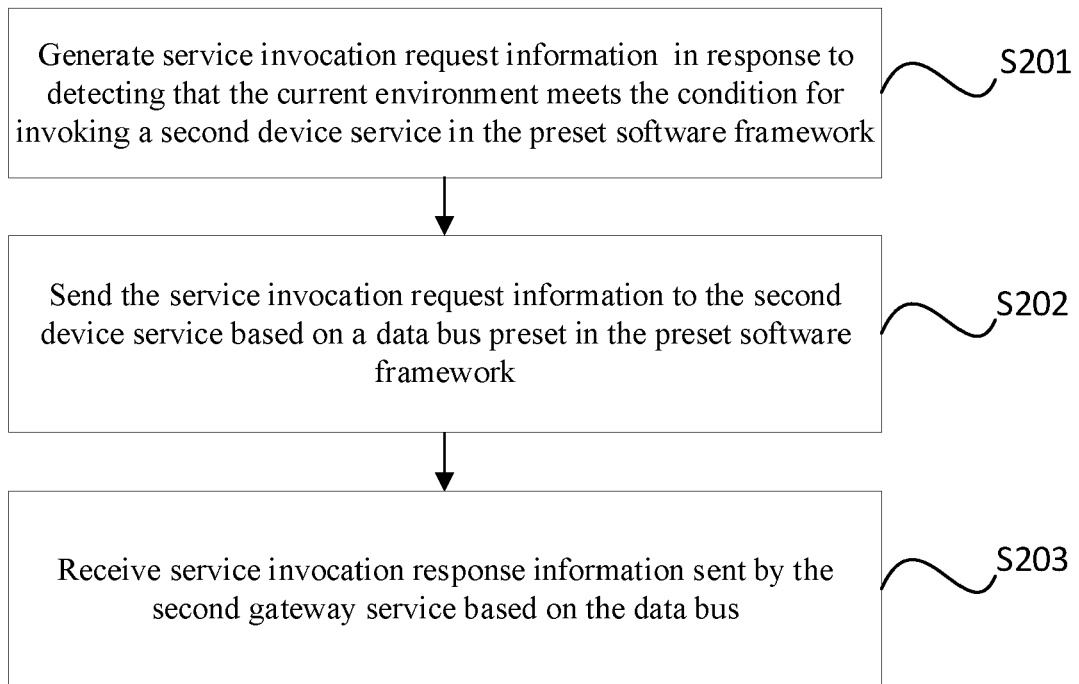 Generate service invocation request information in response to
detecting that the current environment meets the condition for
invoking a second device service in the preset software framework
S201
Send the service invocation request information to the second
device service based on a data bus preset in the preset software
framework
S202
Receive service invocation response information sent by the
second gateway service based on the data bus
S203